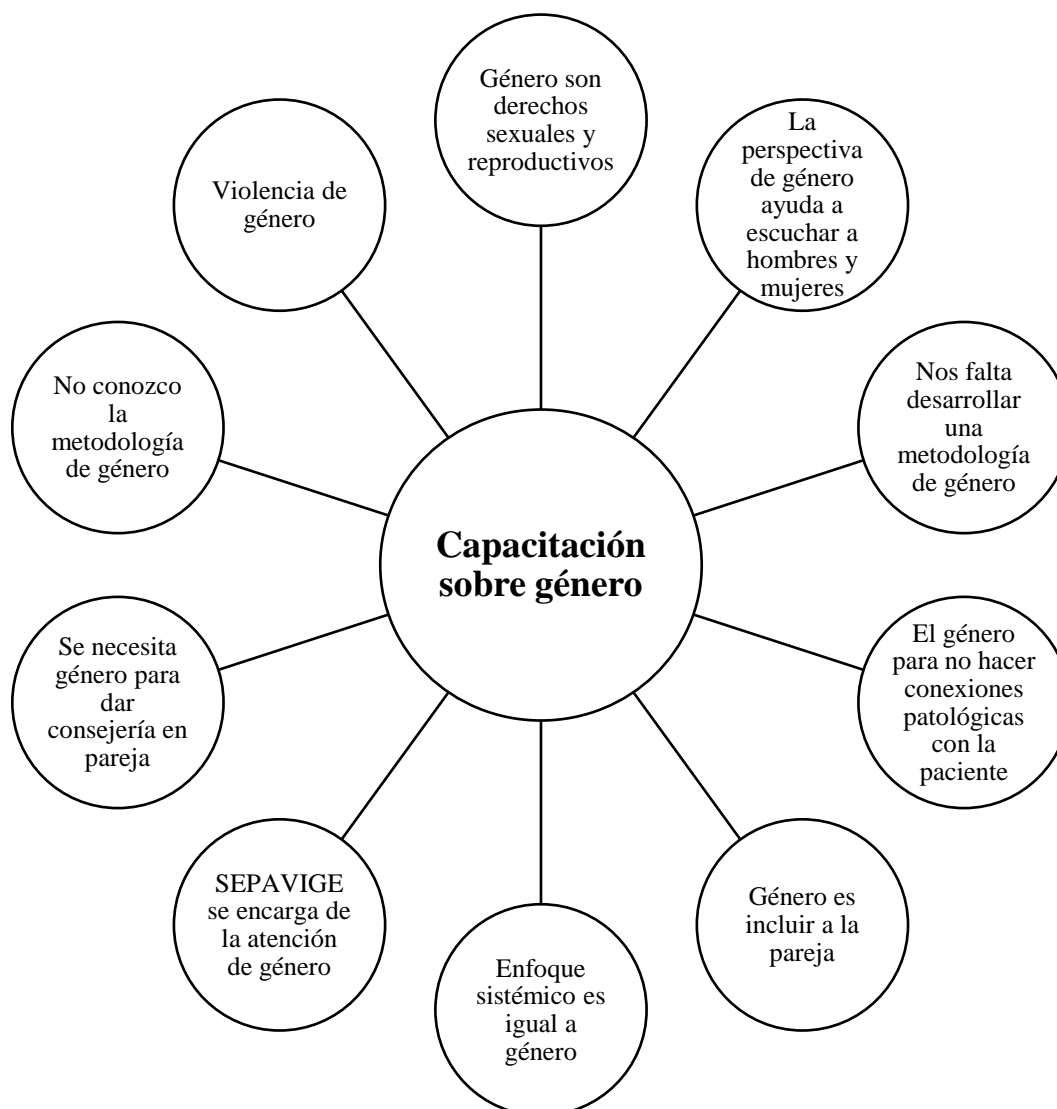 Género son
derechos
sexuales y
reproductivos
La
perspectiva
de género
ayuda a
escuchar a
hombres y
mujeres
Nos falta
desarrollar
una
metodología
de género
El género
para no hacer
conexiones
patológicas
con la
paciente
Género es
incluir a la
pareja
Enfoque
sistémico es
igual a
género
SEPAVIGE
se encarga de
la atención
de género
Se necesita
género para
dar
consejería en
pareja
No conozco
la
metodología
de género
Violencia de
género
Capacitación
sobre género